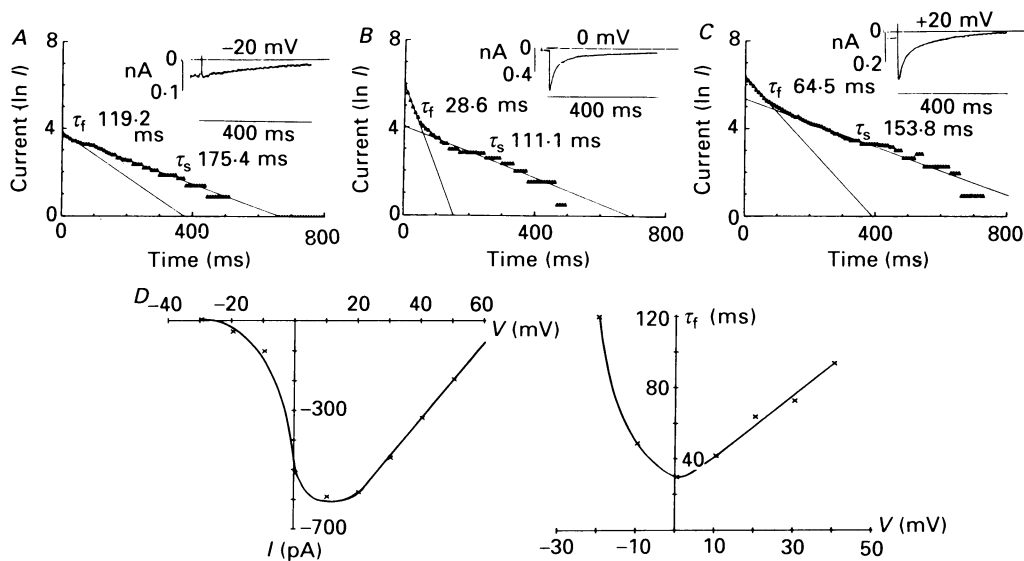 A
8
4
0
Current (ln I)
0
nA
0·1
−20 mV
400 ms
τf 119·2 ms
τs 175·4 ms
0
400
800
Time (ms)
B
8
4
0
Current (ln I)
0
nA
0·4
0 mV
400 ms
τf 28·6 ms
τs 111·1 ms
0
400
800
Time (ms)
C
8
4
0
Current (ln I)
0
nA
0·2
+20 mV
400 ms
τf 64·5 ms
τs 153·8 ms
0
400
800
Time (ms)
D
−40
−20
20
40
60
V (mV)
−300
−700
I (pA)
120
τf (ms)
80
40
−30
−10
10
30
50
V (mV)